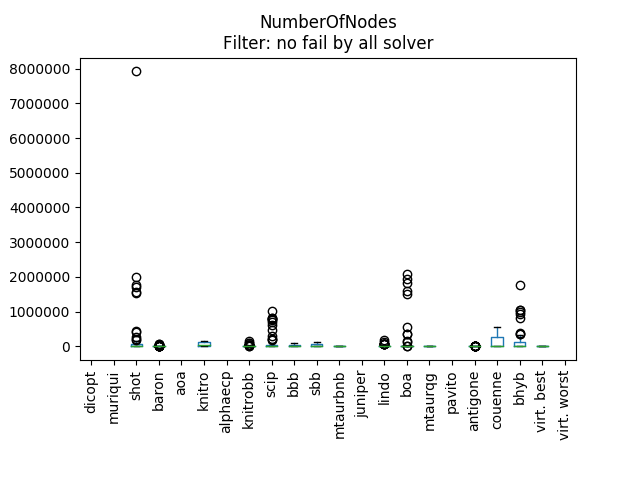 NumberOfNodes
Filter: no fail by all solver
8000000
7000000
6000000
5000000
4000000
3000000
2000000
1000000
0
dicopt
muriqui
shot
baron
aoa
knitro
alphaecp
knitrobb
scip
bbb
sbb
mtaurbnb
juniper
lindo
boa
mtaurqg
pavito
antigone
couenne
bhyb
virt. best
virt. worst